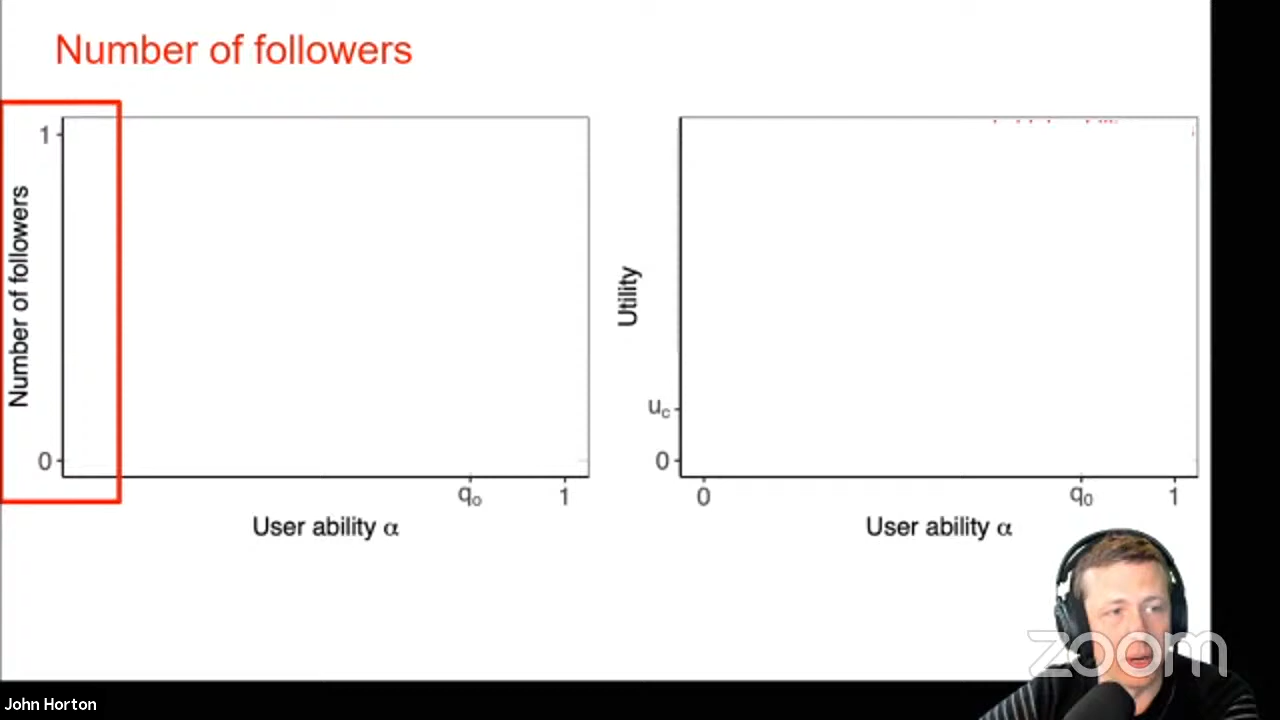 Number of followers
1
Number of followers
0
q₀
1
User ability α
Utility
u_c
0
0
q₀
1
User ability α
zoom
John Horton